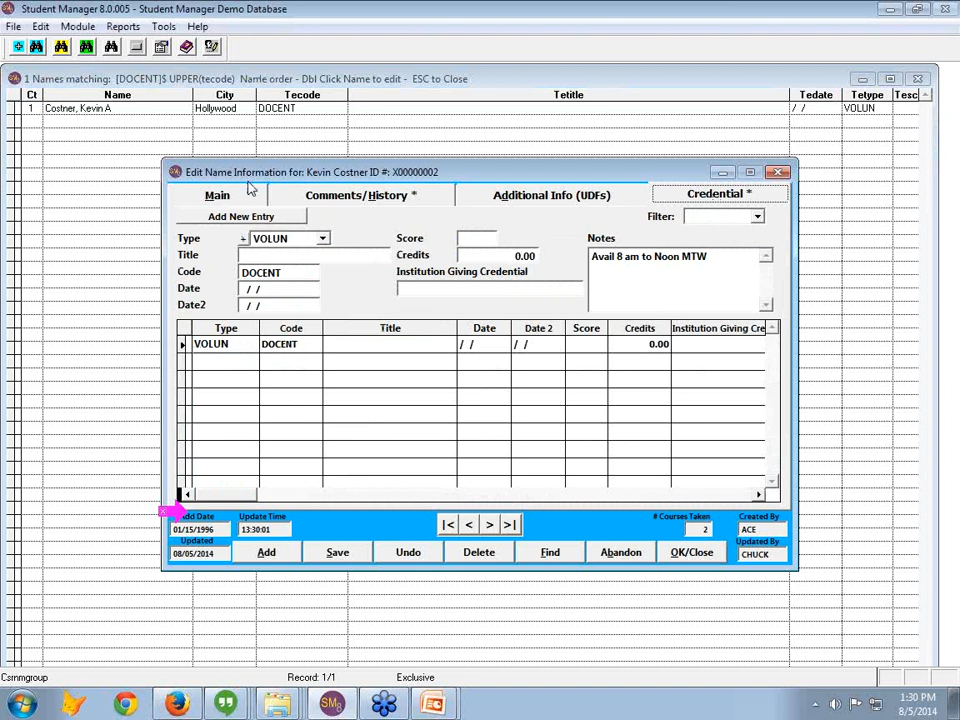 Student Manager 8.0.005 - Student Manager Demo Database
File Edit Module Reports Tools Help
1 Names matching: [DOCENT]$ UPPER(tecode) Name order - Dbl Click Name to edit - ESC to Close
Ct Name City Tecode Tetitle Tedate Tetype Tesc
1 Costner, Kevin A Hollywood DOCENT / / VOLUN
Edit Name Information for: Kevin Costner ID #: X00000002
Main Comments/History * Additional Info (UDFs) Credential *
Add New Entry Filter:
Type + VOLUN Score Notes
Title Credits 0.00 Avail 8 am to Noon MTW
Code DOCENT Institution Giving Credential
Date / /
Date2 / /
Type Code Title Date Date 2 Score Credits Institution Giving Cre
VOLUN DOCENT / / / / 0.00
Add Date Update Time # Courses Taken Created By
01/15/1996 13:30:01 |< < > >| 2 ACE
Updated Updated By
08/05/2014 Add Save Undo Delete Find Abandon OK/Close CHUCK
Csrnmgroup Record: 1/1 Exclusive
SM8 1:30 PM
8/5/2014